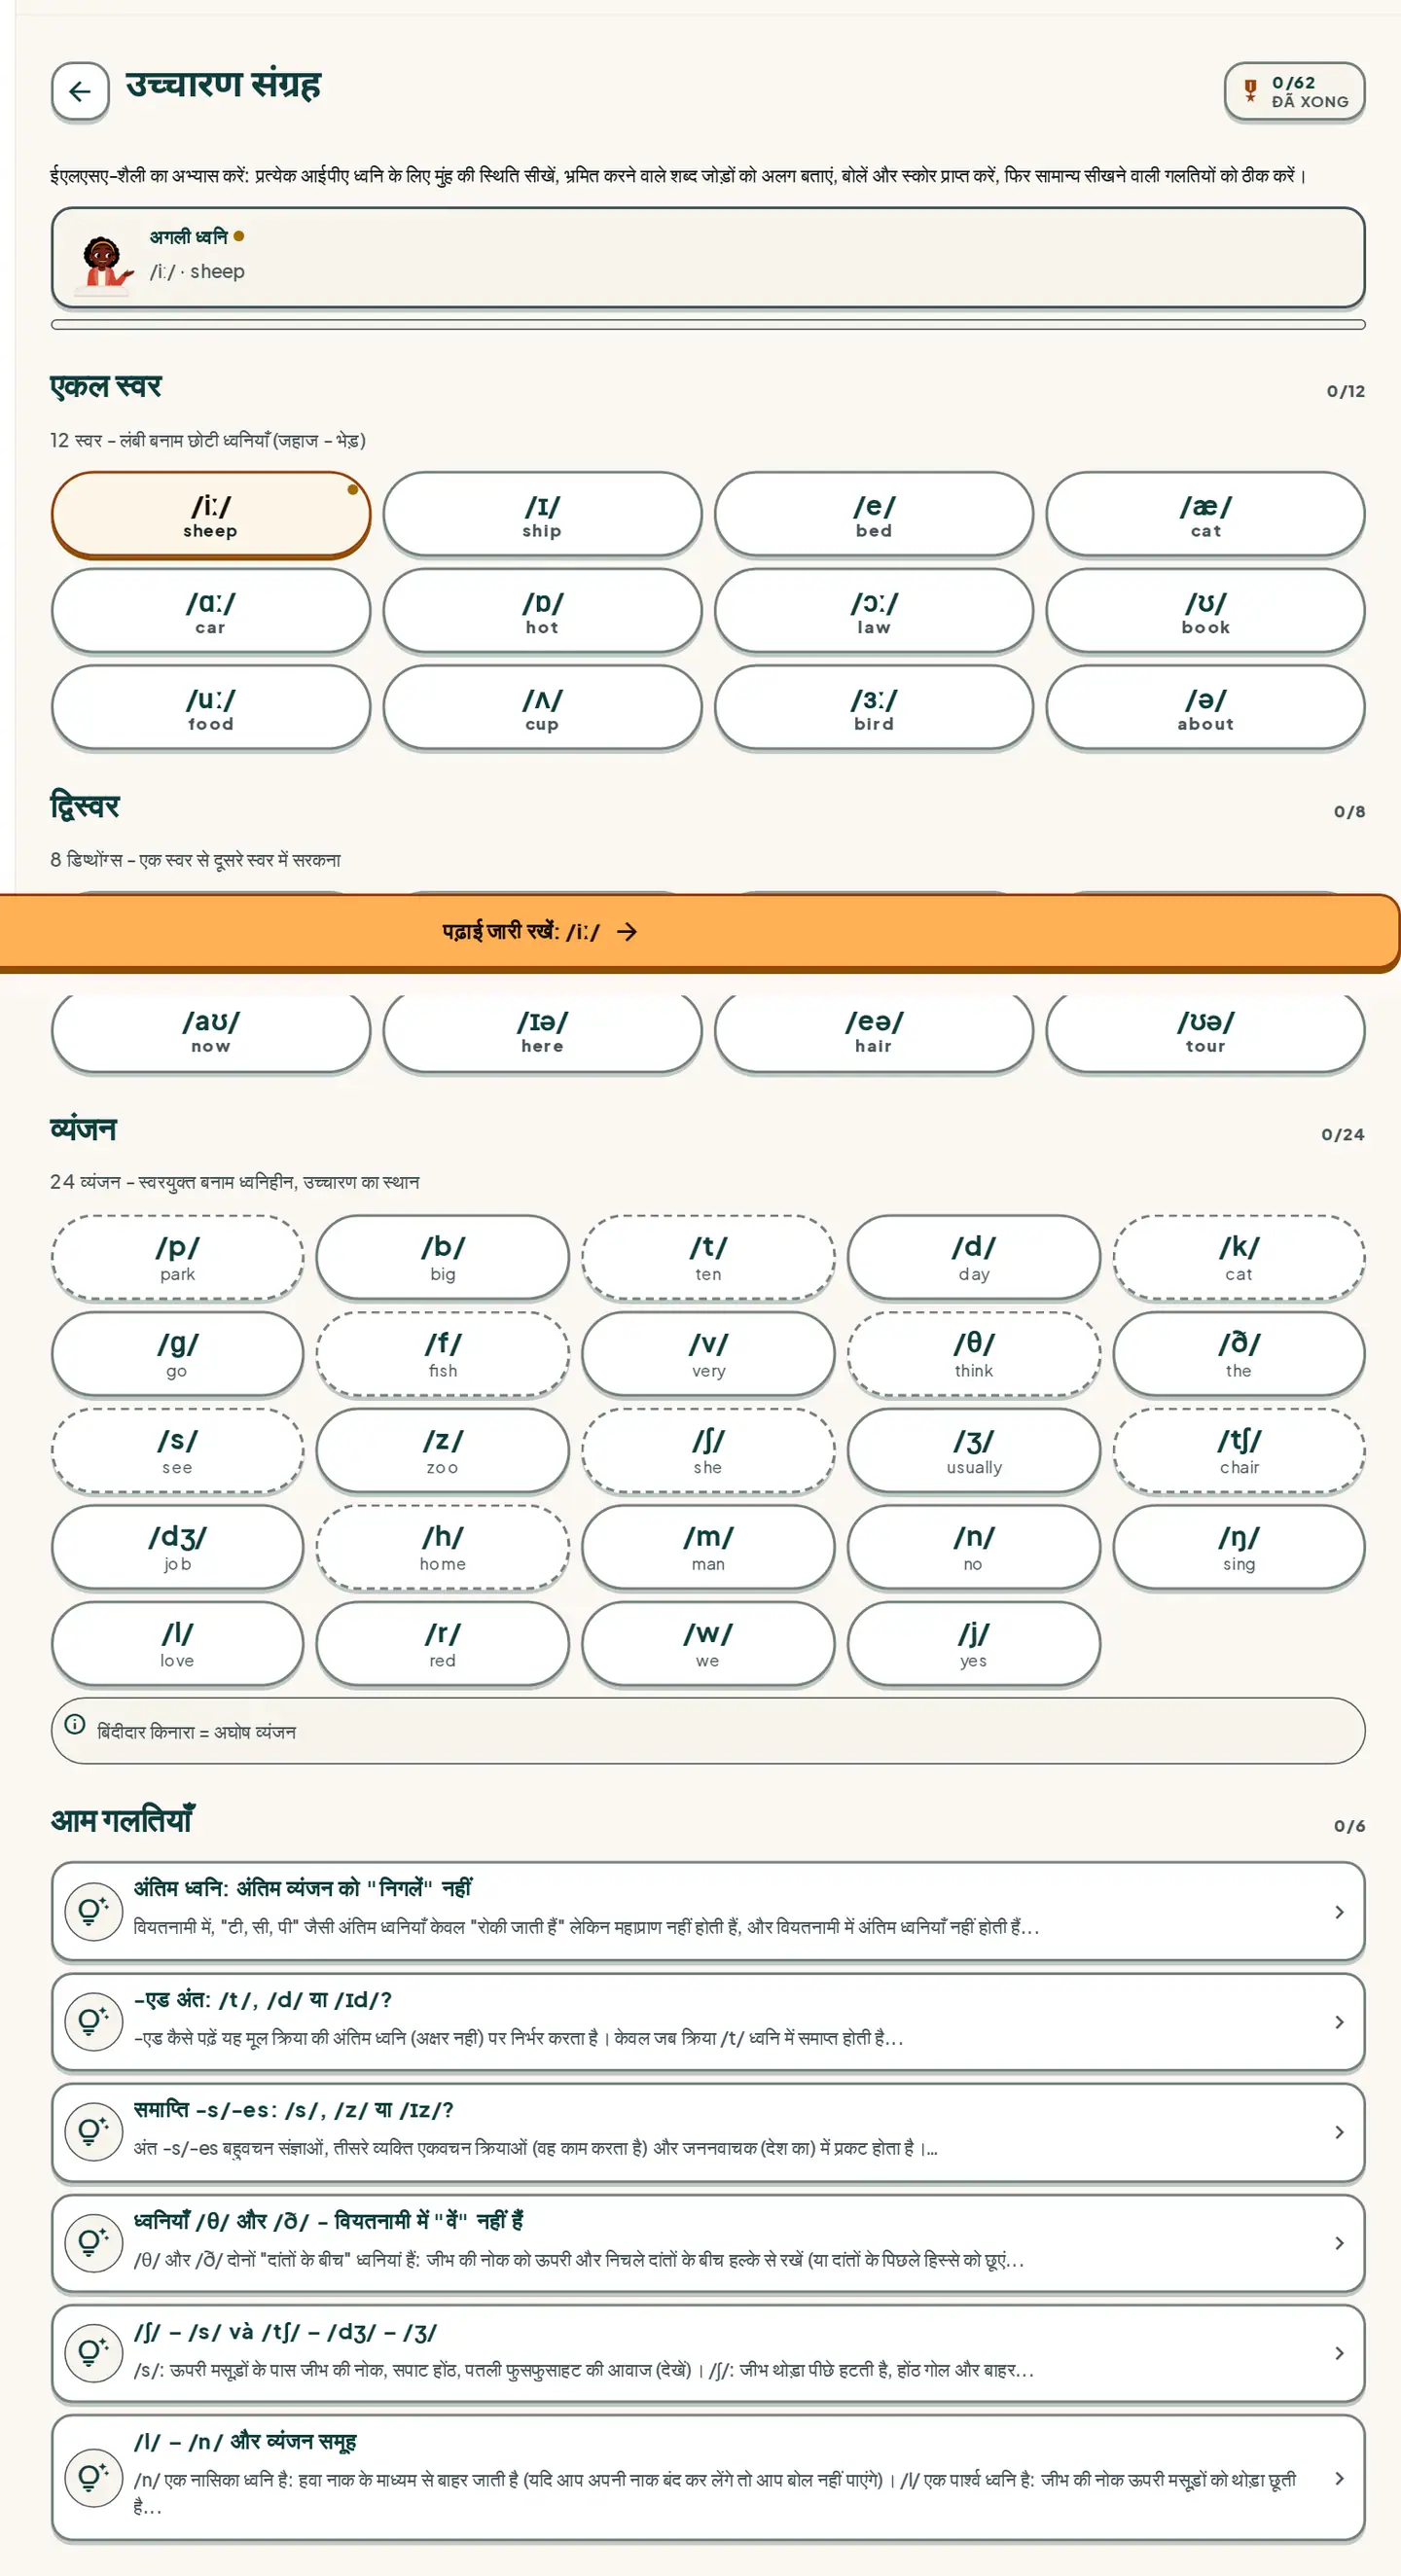 उच्चारण संग्रह
0/62
ĐÃ XONG
ईएलएसए-शैली का अभ्यास करें: प्रत्येक आईपीए ध्वनि के लिए मुंह की स्थिति सीखें, भ्रमित करने वाले शब्द जोड़ों को अलग बताएं, बोलें और स्कोर प्राप्त करें, फिर सामान्य सीखने वाली गलतियों को ठीक करें।
अगली ध्वनि
/iː/ · sheep
एकल स्वर
0/12
12 स्वर - लंबी बनाम छोटी ध्वनियाँ (जहाज - भेड़)
/iː/
sheep
/ɪ/
ship
/e/
bed
/æ/
cat
/ɑː/
car
/ɒ/
hot
/ɔː/
law
/ʊ/
book
/uː/
food
/ʌ/
cup
/ɜː/
bird
/ə/
about
द्विस्वर
0/8
8 डिप्थोंग्स - एक स्वर से दूसरे स्वर में सरकना
पढ़ाई जारी रखें: /iː/
/aʊ/
now
/ɪə/
here
/eə/
hair
/ʊə/
tour
व्यंजन
0/24
24 व्यंजन - स्वरयुक्त बनाम ध्वनिहीन, उच्चारण का स्थान
/p/
park
/b/
big
/t/
ten
/d/
day
/k/
cat
/g/
go
/f/
fish
/v/
very
/θ/
think
/ð/
the
/s/
see
/z/
zoo
/ʃ/
she
/ʒ/
usually
/tʃ/
chair
/dʒ/
job
/h/
home
/m/
man
/n/
no
/ŋ/
sing
/l/
love
/r/
red
/w/
we
/j/
yes
बिंदीदार किनारा = अघोष व्यंजन
आम गलतियाँ
0/6
अंतिम ध्वनि: अंतिम व्यंजन को "निगलें" नहीं
वियतनामी में, "टी, सी, पी" जैसी अंतिम ध्वनियाँ केवल "रोकी जाती हैं" लेकिन महाप्राण नहीं होती हैं, और वियतनामी में अंतिम ध्वनियाँ नहीं होती हैं...
-एड अंत: /t/, /d/ या /ɪd/?
-एड कैसे पढ़ें यह मूल क्रिया की अंतिम ध्वनि (अक्षर नहीं) पर निर्भर करता है। केवल जब क्रिया /t/ ध्वनि में समाप्त होती है...
समाप्ति -s/-es: /s/, /z/ या /ɪz/?
अंत -s/-es बहुवचन संज्ञाओं, तीसरे व्यक्ति एकवचन क्रियाओं (वह काम करता है) और जननवाचक (देश का) में प्रकट होता है।...
ध्वनियाँ /θ/ और /ð/ - वियतनामी में "वें" नहीं हैं
/θ/ और /ð/ दोनों "दांतों के बीच" ध्वनियां हैं: जीभ की नोक को ऊपरी और निचले दांतों के बीच हल्के से रखें (या दांतों के पिछले हिस्से को छूएं...
/ʃ/ – /s/ và /tʃ/ – /dʒ/ – /ʒ/
/s/: ऊपरी मसूड़ों के पास जीभ की नोक, सपाट होंठ, पतली फुसफुसाहट की आवाज (देखें)। /ʃ/: जीभ थोड़ा पीछे हटती है, होंठ गोल और बाहर...
/l/ – /n/ और व्यंजन समूह
/n/ एक नासिका ध्वनि है: हवा नाक के माध्यम से बाहर जाती है (यदि आप अपनी नाक बंद कर लेंगे तो आप बोल नहीं पाएंगे)। /l/ एक पार्श्व ध्वनि है: जीभ की नोक ऊपरी मसूड़ों को थोड़ा छूती
है...